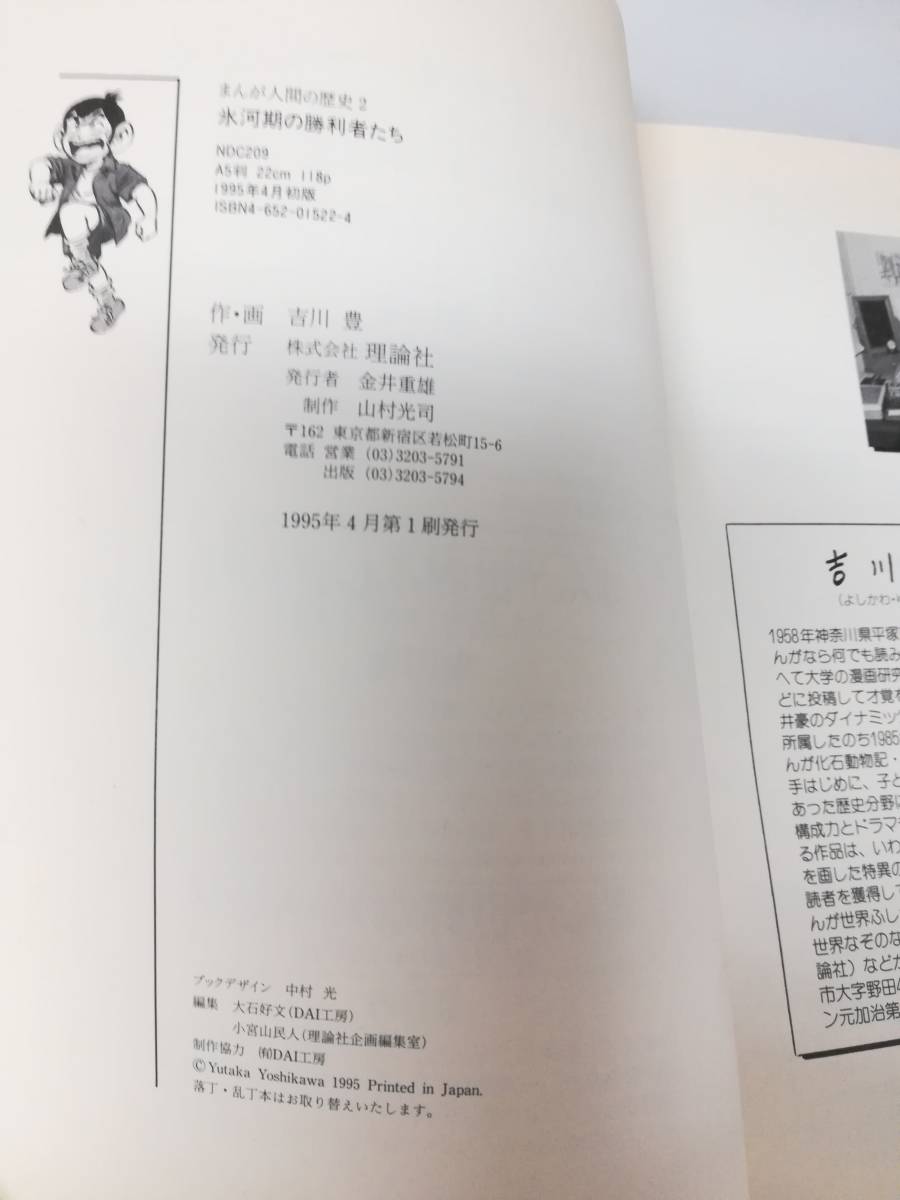 まんが人間の歴史2
氷河期の勝利者たち
NDC209
A5判 22cm 118p
1995年4月初版
ISBN4-652-01522-4
作・画 吉川 豊
発行 株式会社 理論社
発行者 金井重雄
制作 山村光司
〒162 東京都新宿区若松町15-6
電話 営業 (03)3203-5791
出版 (03)3203-5794
1995年4月第1刷発行
ブックデザイン 中村 光
編集 大石好文(DAI工房)
小宮山民人(理論社企画編集室)
制作協力 ㈲DAI工房
©Yutaka Yoshikawa 1995 Printed in Japan.
落丁・乱丁本はお取り替えいたします。
吉川
(よしかわ・
1958年神奈川県平塚
んがなら何でも読み
へて大学の漫画研究
どに投稿して才覚を
井豪のダイナミッ
所属したのち1985
んが化石動物記・
手はじめに、子ど
あった歴史分野に
構成力とドラマ
る作品は、いわ
を画した特異の
読者を獲得して
んが世界ふし
世界なぞのな
論社）などが
市大字野田4
ン元加治第